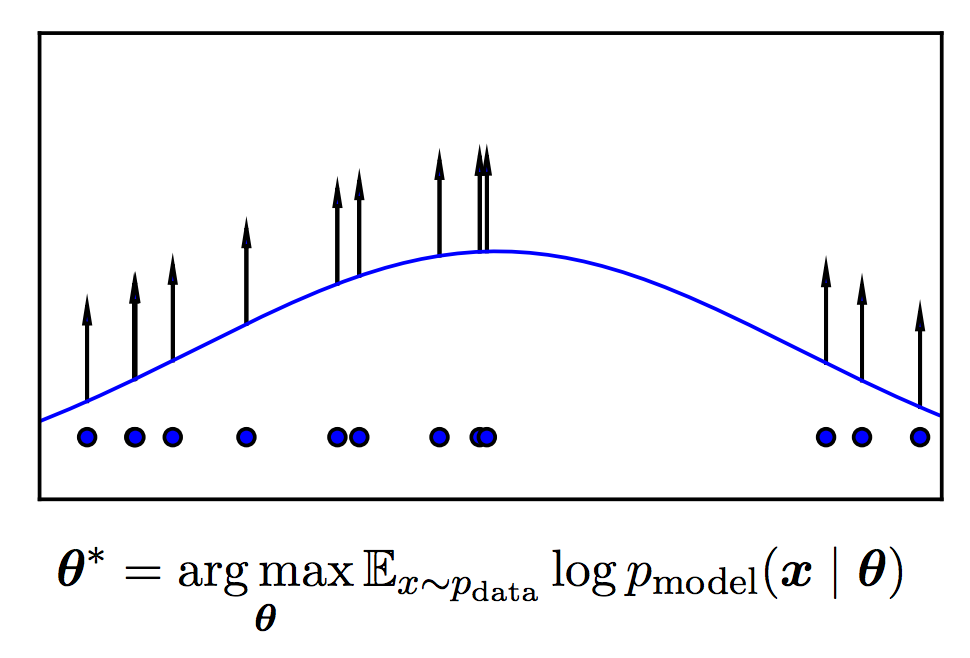 θ* = arg max_θ 𝔼_{x∼p_data} log p_model(x | θ)